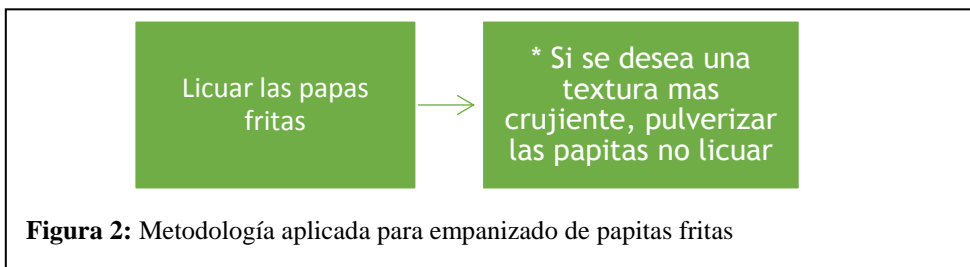 Licuar las papas
fritas
* Si se desea una
textura mas
crujiente, pulverizar
las papitas no licuar
Figura 2: Metodología aplicada para empanizado de papitas fritas